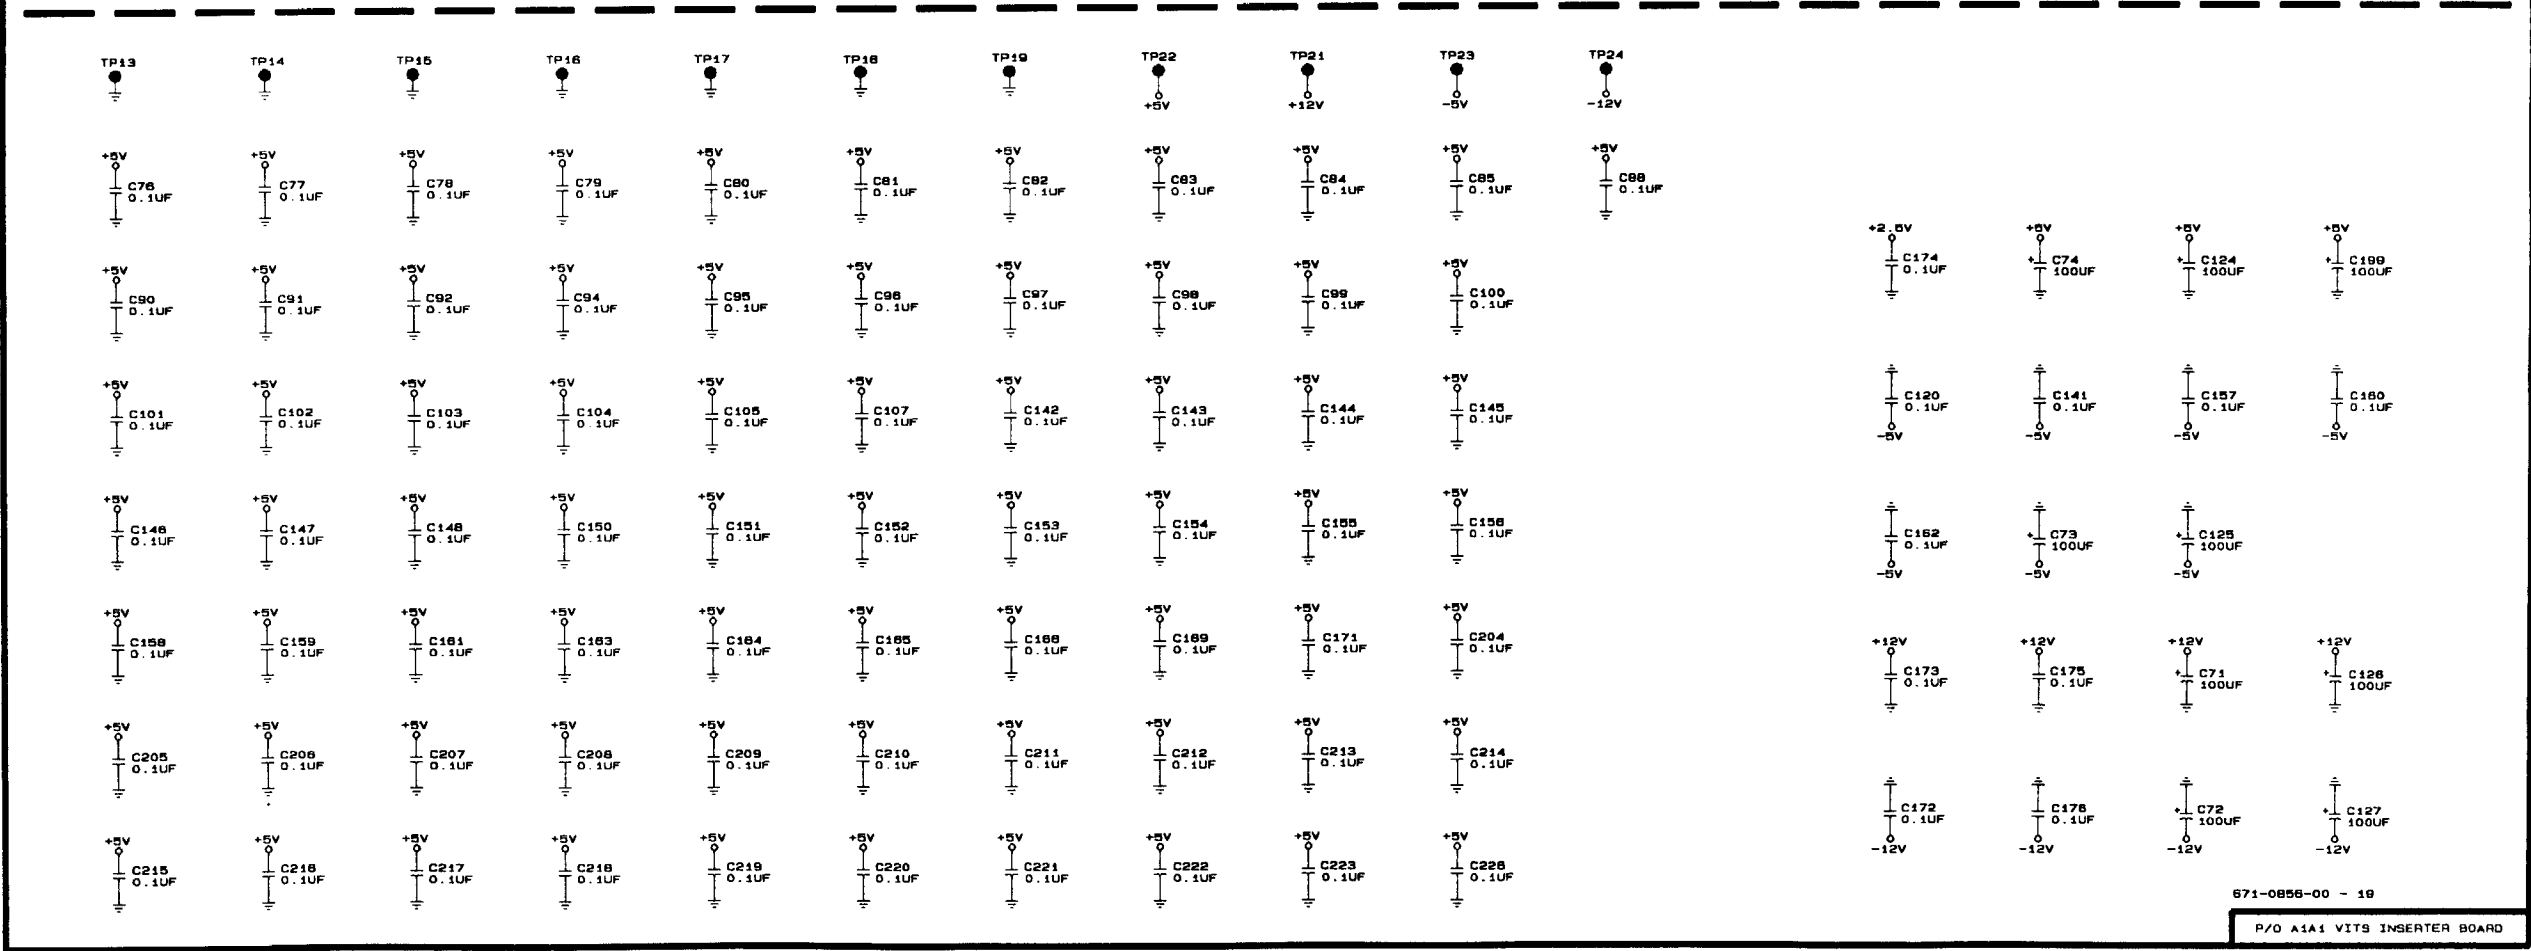 TP13 TP14 TP15 TP16 TP17 TP18 TP19 TP22 TP21 TP23 TP24
+5V +12V -5V -12V
+5V +5V +5V +5V +5V +5V +5V +5V +5V +5V +5V
C76 C77 C78 C79 C80 C81 C82 C83 C84 C85 C88
0.1UF 0.1UF 0.1UF 0.1UF 0.1UF 0.1UF 0.1UF 0.1UF 0.1UF 0.1UF 0.1UF
+2.5V +5V +5V +5V
C174 C74 C124 C199
0.1UF 100UF 100UF 100UF
+5V +5V +5V +5V +5V +5V +5V +5V +5V +5V
C90 C91 C92 C94 C95 C96 C97 C98 C99 C100
0.1UF 0.1UF 0.1UF 0.1UF 0.1UF 0.1UF 0.1UF 0.1UF 0.1UF 0.1UF
+5V +5V +5V +5V +5V +5V +5V +5V +5V +5V
C101 C102 C103 C104 C105 C107 C142 C143 C144 C145
0.1UF 0.1UF 0.1UF 0.1UF 0.1UF 0.1UF 0.1UF 0.1UF 0.1UF 0.1UF
C120 C141 C157 C160
0.1UF 0.1UF 0.1UF 0.1UF
-5V -5V -5V -5V
+5V +5V +5V +5V +5V +5V +5V +5V +5V +5V
C146 C147 C148 C150 C151 C152 C153 C154 C155 C156
0.1UF 0.1UF 0.1UF 0.1UF 0.1UF 0.1UF 0.1UF 0.1UF 0.1UF 0.1UF
C162 C73 C125
0.1UF 100UF 100UF
-5V -5V -5V
+5V +5V +5V +5V +5V +5V +5V +5V +5V +5V
C158 C159 C161 C163 C164 C165 C169 C171 C204
0.1UF 0.1UF 0.1UF 0.1UF 0.1UF 0.1UF 0.1UF 0.1UF 0.1UF 0.1UF
+12V +12V +12V +12V
C173 C175 C71 C126
0.1UF 0.1UF 100UF 100UF
+5V +5V +5V +5V +5V +5V +5V +5V +5V +5V
C205 C206 C207 C208 C209 C210 C211 C212 C213 C214
0.1UF 0.1UF 0.1UF 0.1UF 0.1UF 0.1UF 0.1UF 0.1UF 0.1UF 0.1UF
C172 C176 C72 C127
0.1UF 0.1UF 100UF 100UF
-12V -12V -12V -12V
+5V +5V +5V +5V +5V +5V +5V +5V +5V +5V
C215 C216 C217 C218 C219 C220 C221 C222 C223 C226
0.1UF 0.1UF 0.1UF 0.1UF 0.1UF 0.1UF 0.1UF 0.1UF 0.1UF 0.1UF
671-0856-00 - 19
P/O A1A1 VITS INSERTER BOARD